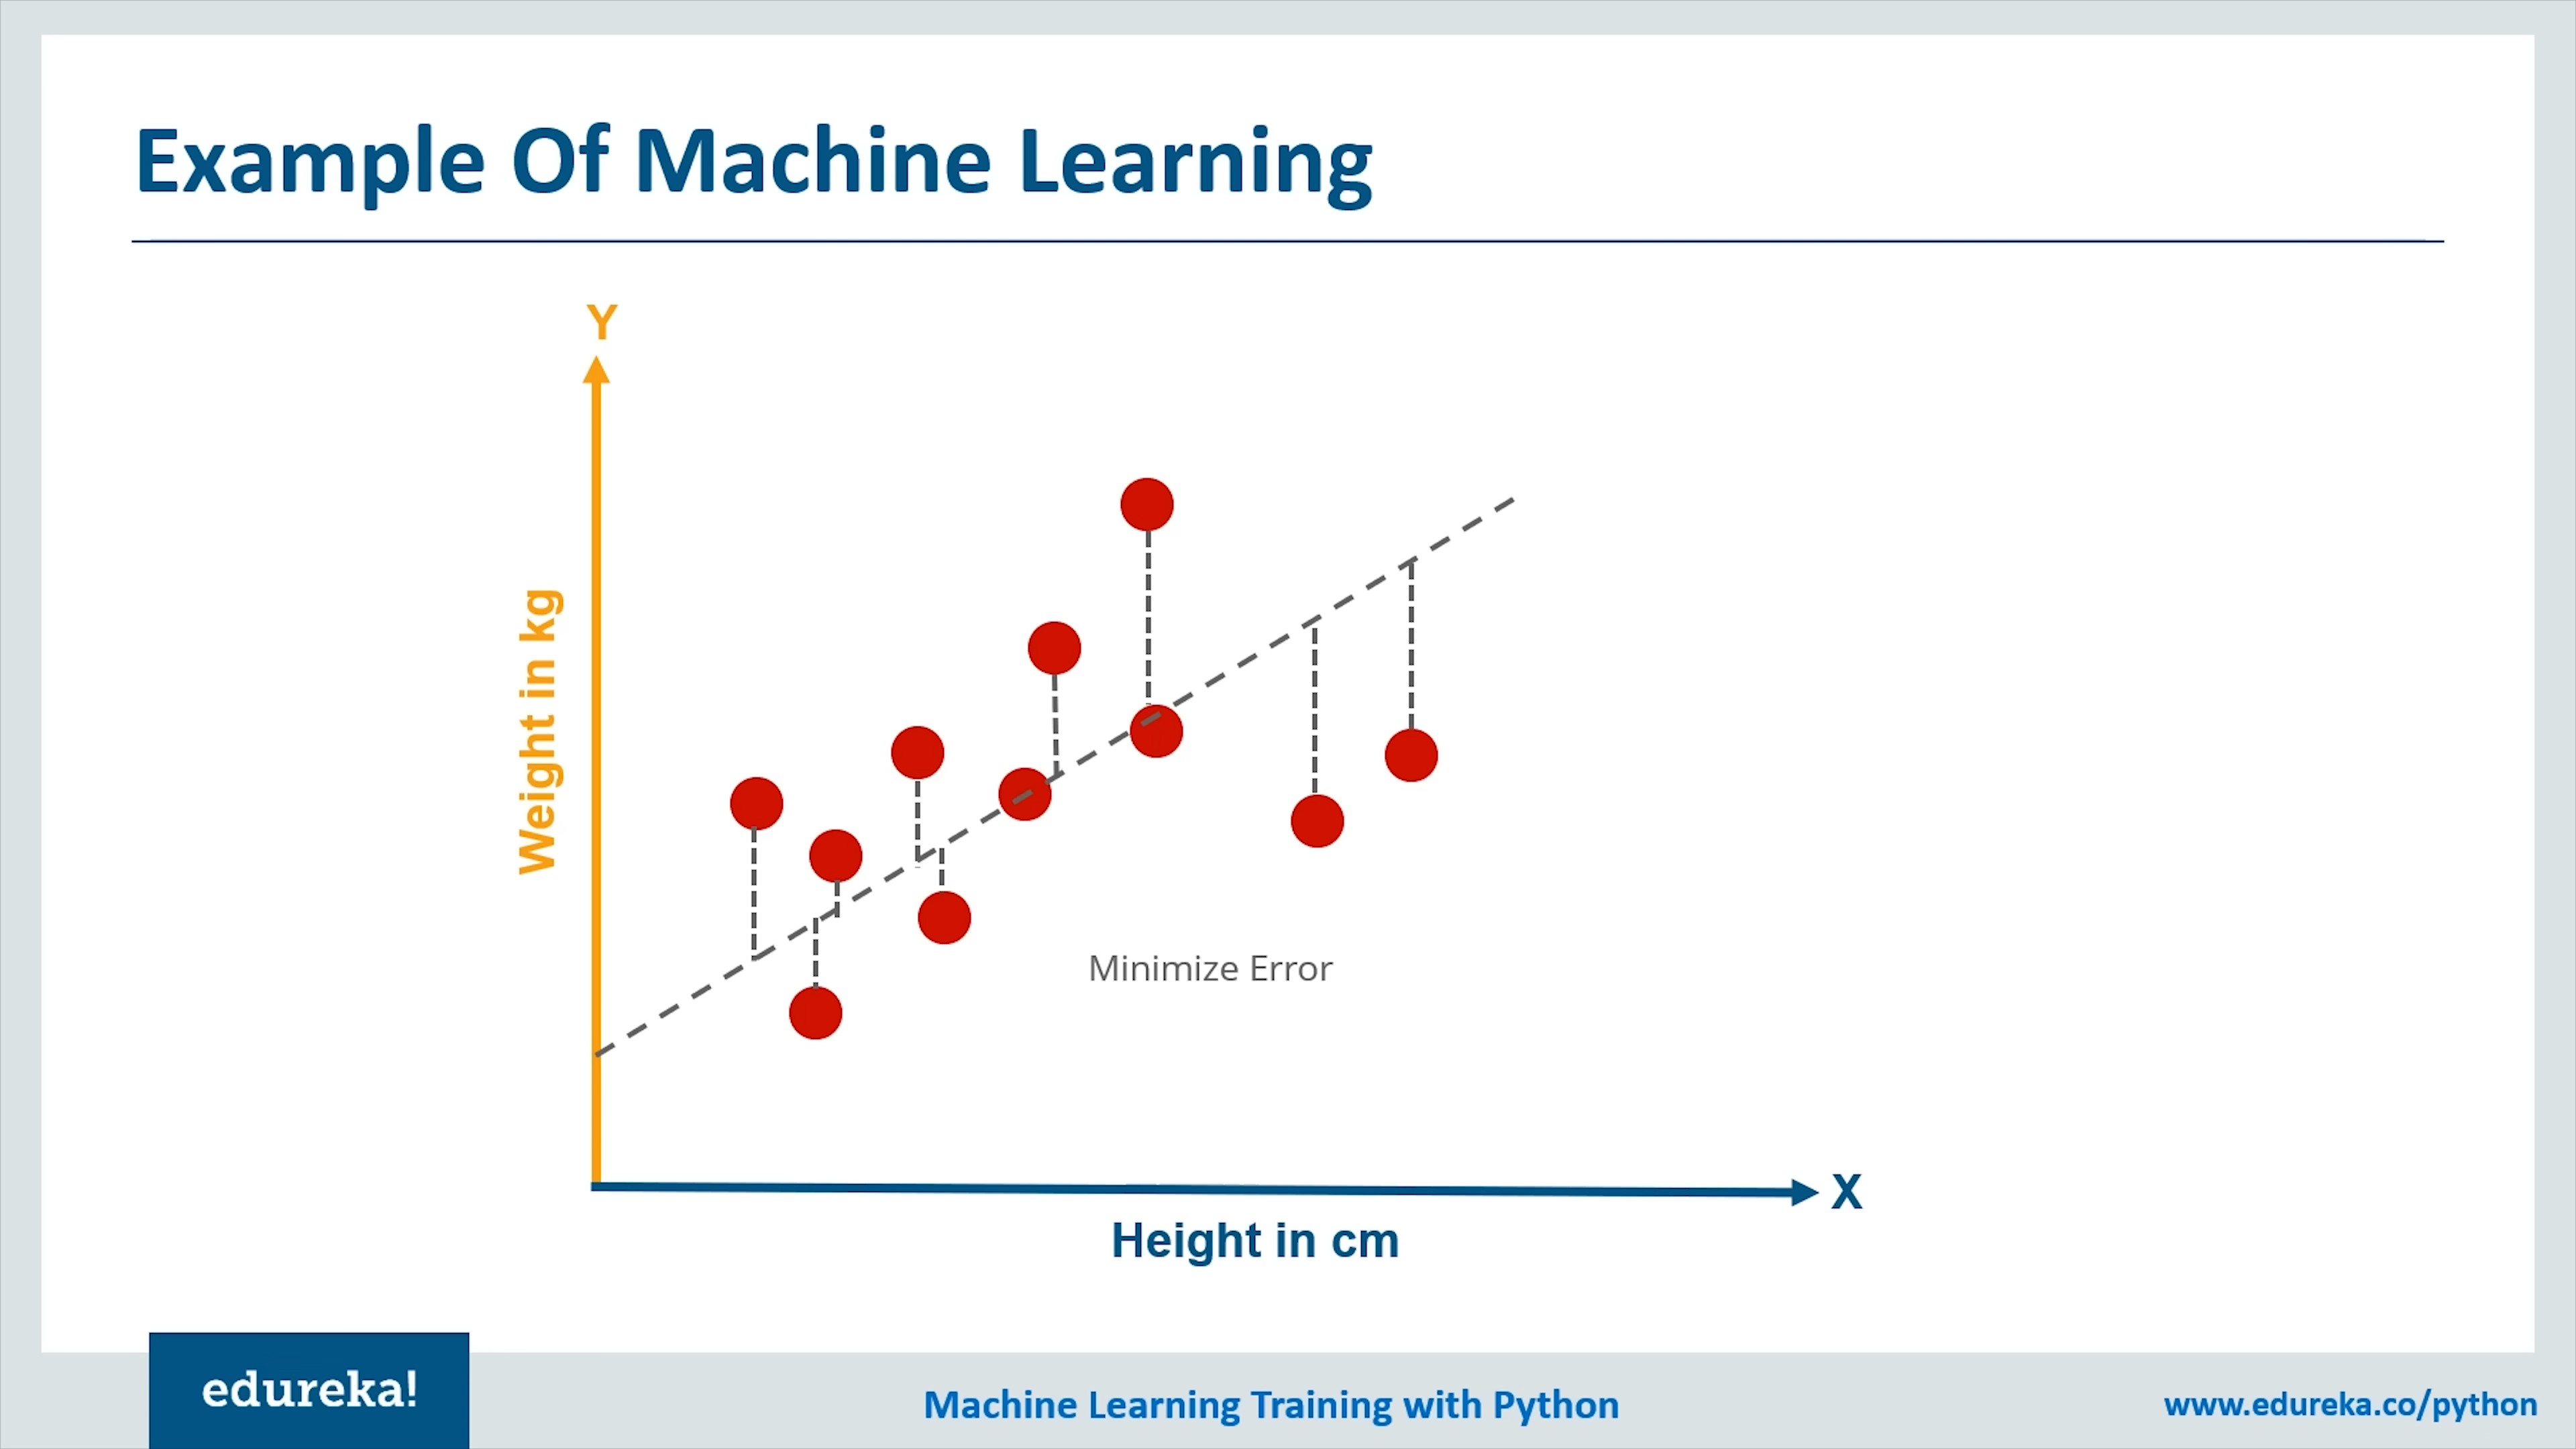 Example Of Machine Learning
Y
Weight in kg
Minimize Error
X
Height in cm
edureka!
Machine Learning Training with Python
www.edureka.co/python